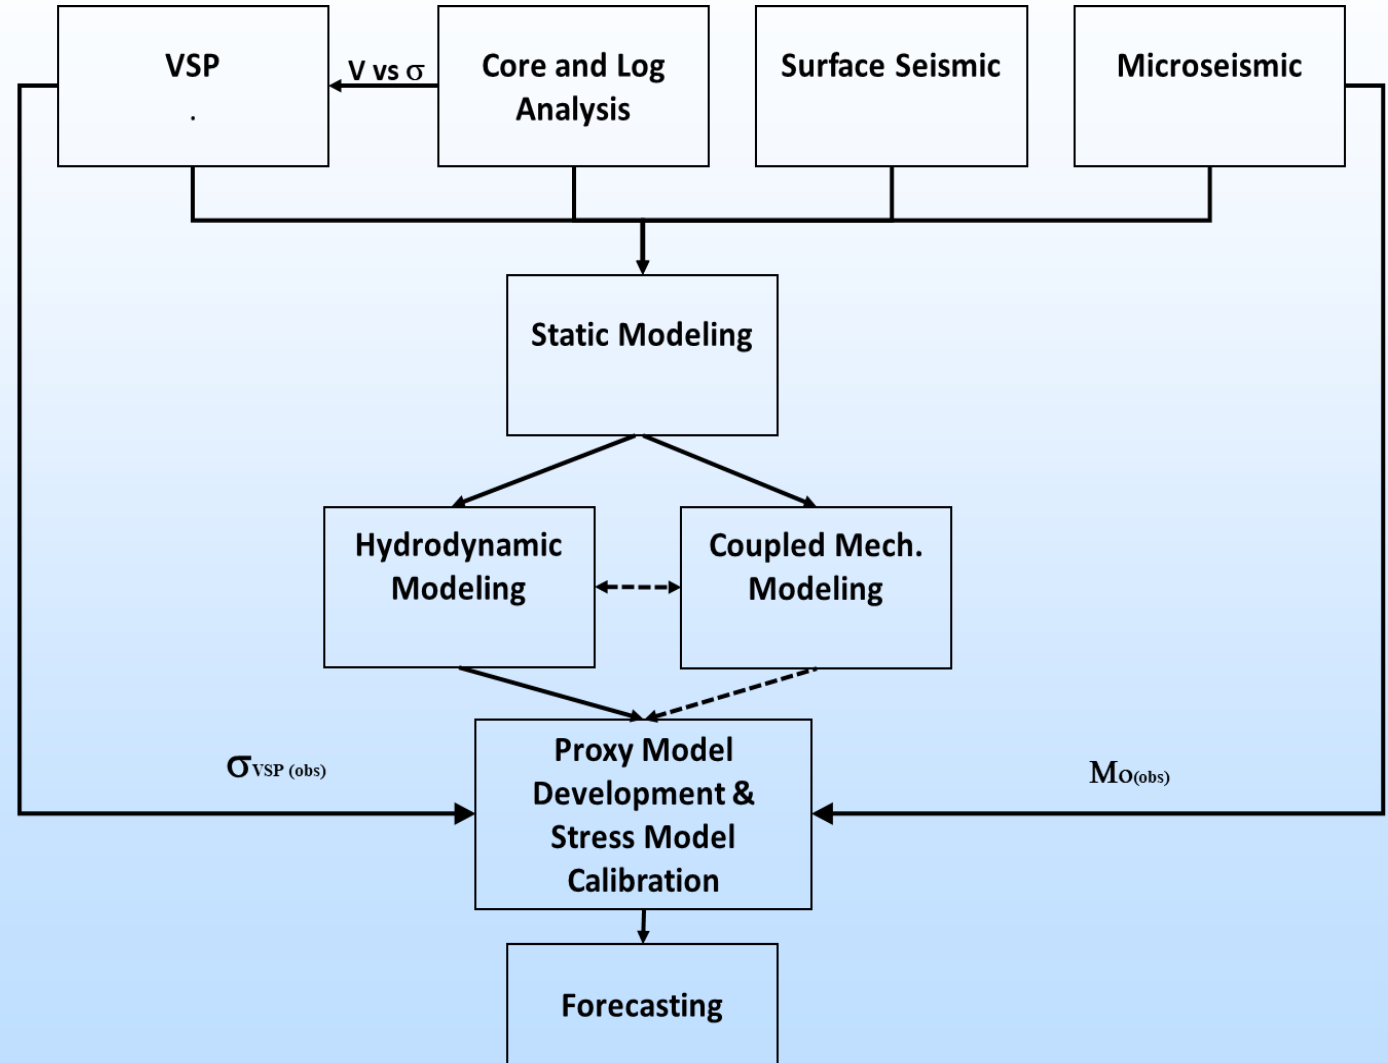 VSP
.
V vs σ
Core and Log
Analysis
Surface Seismic
Microseismic
Static Modeling
Hydrodynamic
Modeling
Coupled Mech.
Modeling
σVSP (obs)
Proxy Model
Development &
Stress Model
Calibration
Mo(obs)
Forecasting